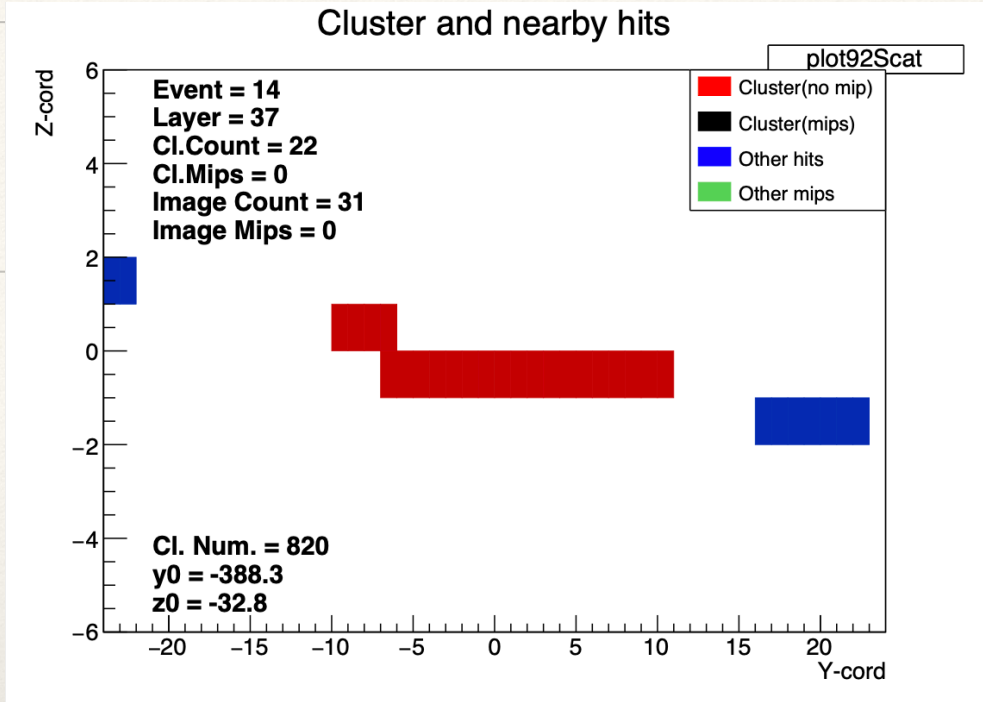 Cluster and nearby hits
plot92Scat
Z-cord
6
4
2
0
−2
−4
−6
Event = 14
Layer = 37
Cl.Count = 22
Cl.Mips = 0
Image Count = 31
Image Mips = 0
Cluster(no mip)
Cluster(mips)
Other hits
Other mips
Cl. Num. = 820
y0 = -388.3
z0 = -32.8
−20 −15 −10 −5 0 5 10 15 20
Y-cord